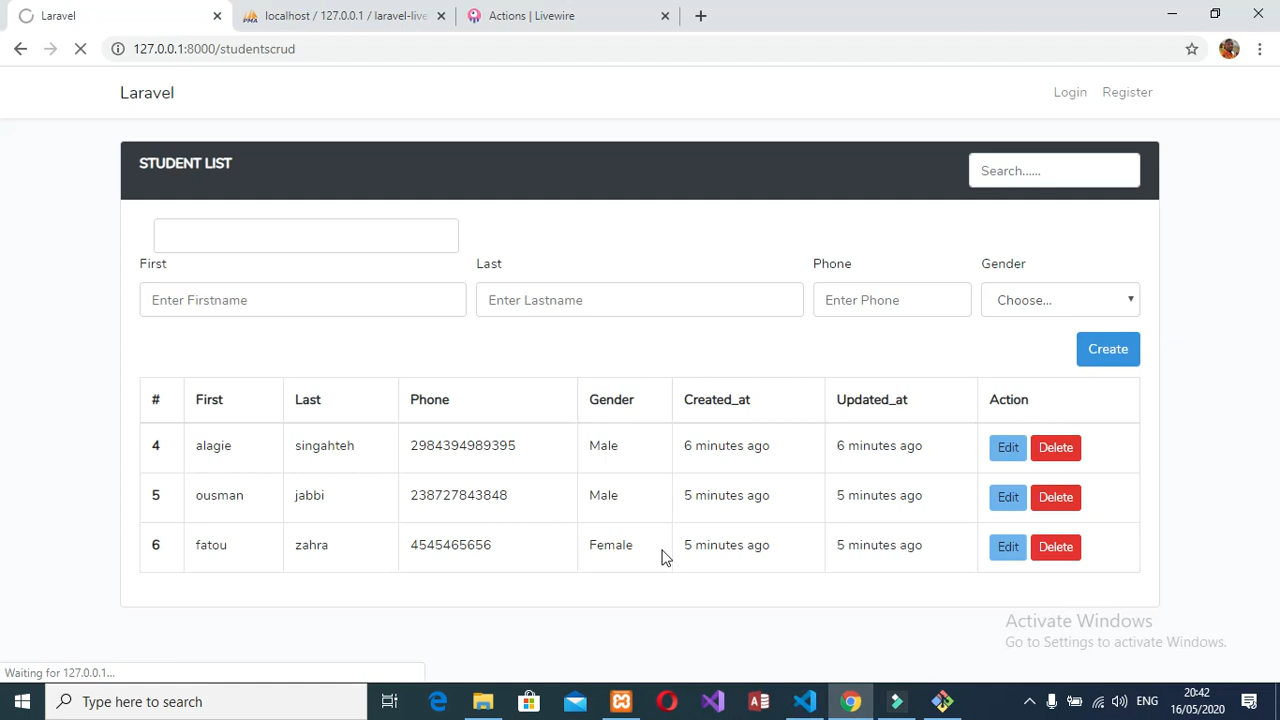 Laravel
localhost / 127.0.0.1 / laravel-live
Actions | Livewire
127.0.0.1:8000/studentscrud
Laravel
Login Register
STUDENT LIST
Search......
First Last Phone Gender
Enter Firstname Enter Lastname Enter Phone Choose...
Create
# First Last Phone Gender Created_at Updated_at Action
4 alagie singahteh 2984394989395 Male 6 minutes ago 6 minutes ago Edit Delete
5 ousman jabbi 238727843848 Male 5 minutes ago 5 minutes ago Edit Delete
6 fatou zahra 4545465656 Female 5 minutes ago 5 minutes ago Edit Delete
Activate Windows
Go to Settings to activate Windows.
Waiting for 127.0.0.1...
Type here to search
ENG
20:42
16/05/2020